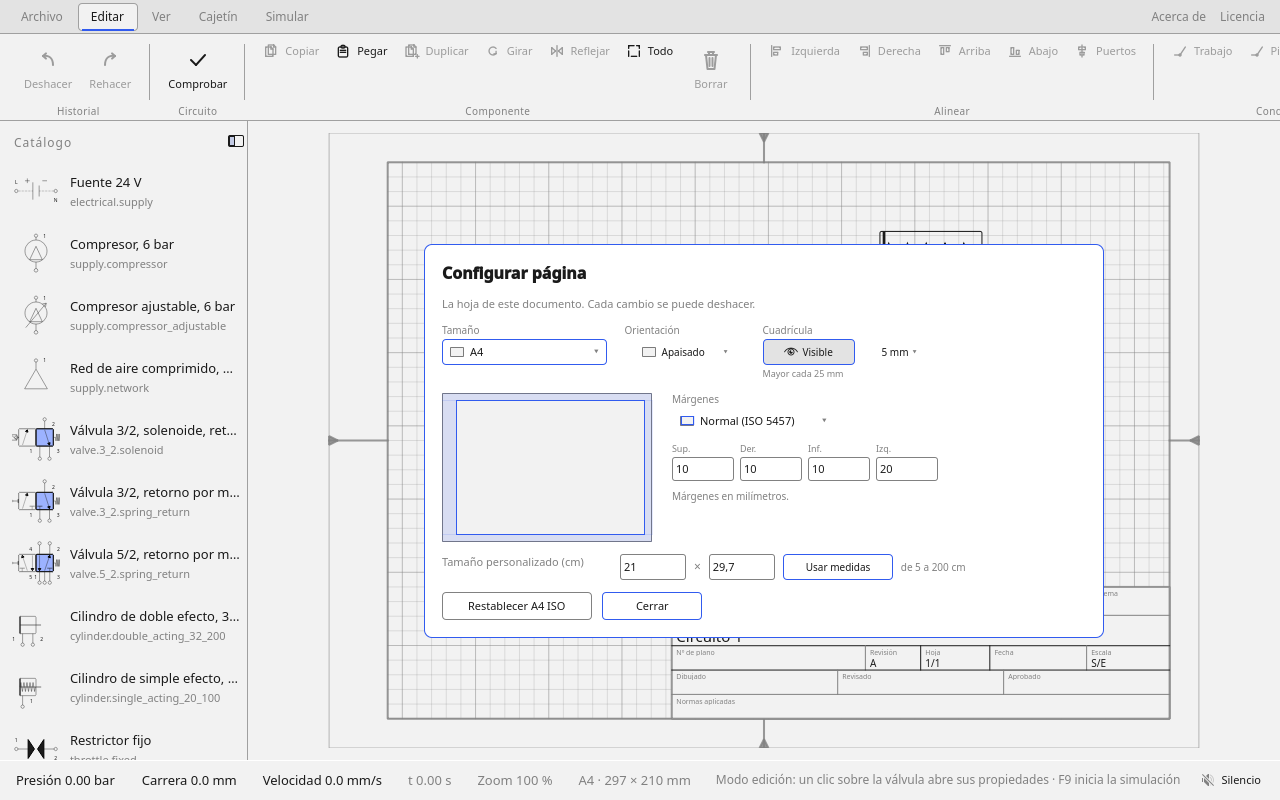 Archivo Editar Ver Cajetín Simular Acerca de Licencia
Copiar Pegar Duplicar Girar Reflejar Todo Izquierda Derecha Arriba Abajo Puertos Trabajo
Deshacer Rehacer Comprobar Borrar
Historial Circuito Componente Alinear
Catálogo
Fuente 24 V
electrical.supply
Compresor, 6 bar
supply.compressor
Compresor ajustable, 6 bar
supply.compressor_adjustable
Red de aire comprimido, ...
supply.network
Válvula 3/2, solenoide, ret...
valve.3_2.solenoid
Válvula 3/2, retorno por m...
valve.3_2.spring_return
Válvula 5/2, retorno por m...
valve.5_2.spring_return
Cilindro de doble efecto, 3...
cylinder.double_acting_32_200
Cilindro de simple efecto, ...
cylinder.single_acting_20_100
Restrictor fijo
throttle.fixed
Configurar página
La hoja de este documento. Cada cambio se puede deshacer.
Tamaño Orientación Cuadrícula
A4 Apaisado Visible 5 mm
Mayor cada 25 mm
Márgenes
Normal (ISO 5457)
Sup. Der. Inf. Izq.
10 10 10 20
Márgenes en milímetros.
Tamaño personalizado (cm) 21 × 29,7 Usar medidas de 5 a 200 cm
Restablecer A4 ISO Cerrar
Circuito 1
Nº de plano Revisión Hoja Fecha Escala
A 1/1 S/E
Dibujado Revisado Aprobado
Normas aplicadas
Presión 0.00 bar Carrera 0.0 mm Velocidad 0.0 mm/s t 0.00 s Zoom 100 % A4 · 297 × 210 mm Modo edición: un clic sobre la válvula abre sus propiedades · F9 inicia la simulación Silencio